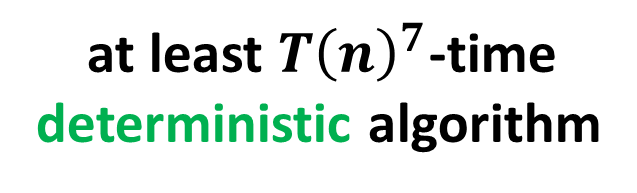 at least T(n)⁷-time
deterministic algorithm